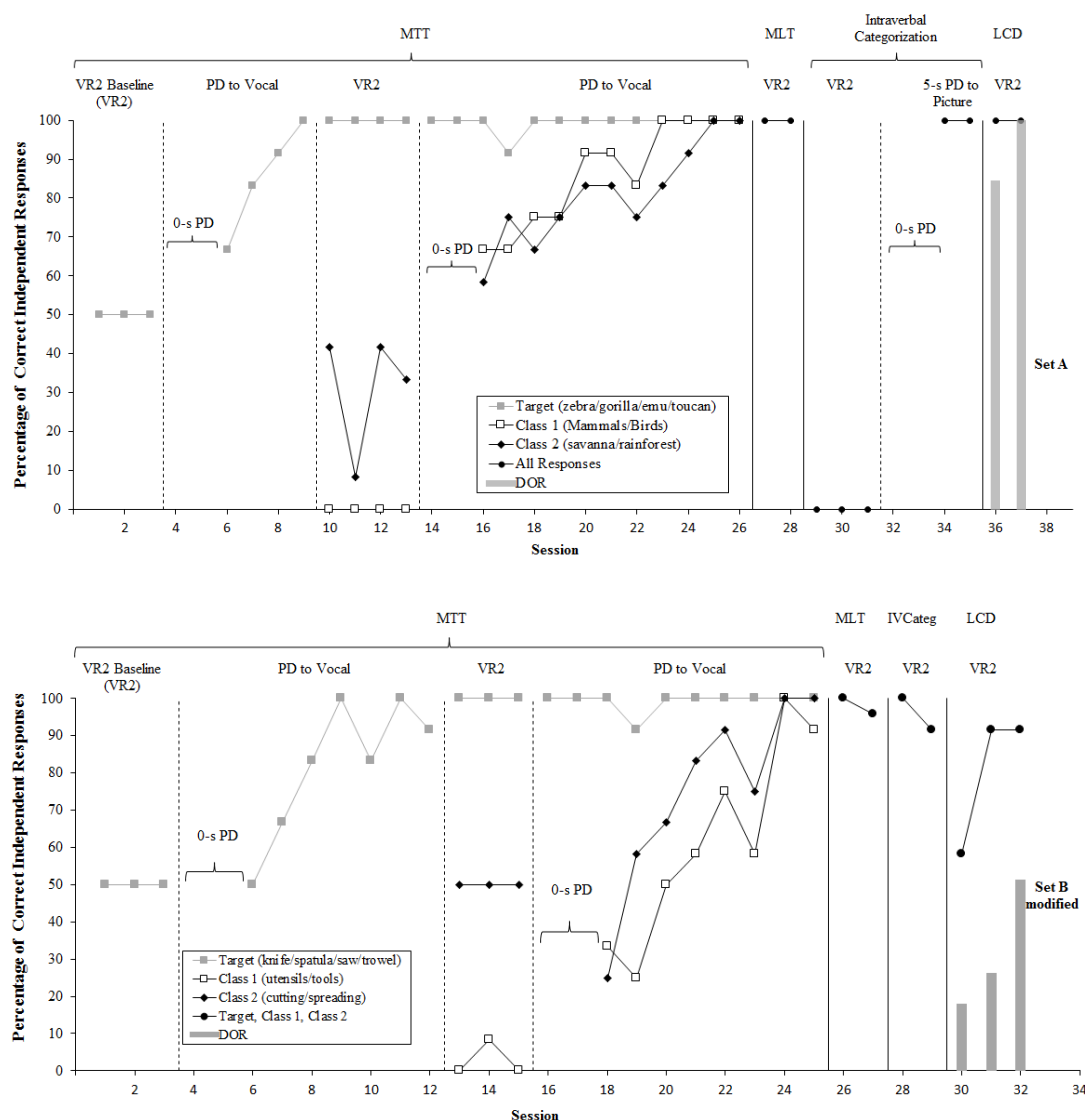 Intraverbal
Categorization
MTT
MLT
LCD
VR2 Baseline
(VR2)
PD to Vocal
VR2
PD to Vocal
VR2
VR2
5-s PD to
Picture
VR2
Percentage of Correct Independent Responses
100
90
80
70
60
50
40
30
20
10
0
0-s PD
0-s PD
0-s PD
Set A
Target (zebra/gorilla/emu/toucan)
Class 1 (Mammals/Birds)
Class 2 (savanna/rainforest)
All Responses
DOR
2 4 6 8 10 12 14 16 18 20 22 24 26 28 30 32 34 36 38
Session
MTT
MLT
IVCateg
LCD
VR2 Baseline
(VR2)
PD to Vocal
VR2
PD to Vocal
VR2
VR2
VR2
Percentage of Correct Independent Responses
100
90
80
70
60
50
40
30
20
10
0
0-s PD
0-s PD
Set B
modified
Target (knife/spatula/saw/trowel)
Class 1 (utensils/tools)
Class 2 (cutting/spreading)
Target, Class 1, Class 2
DOR
2 4 6 8 10 12 14 16 18 20 22 24 26 28 30 32 34
Session